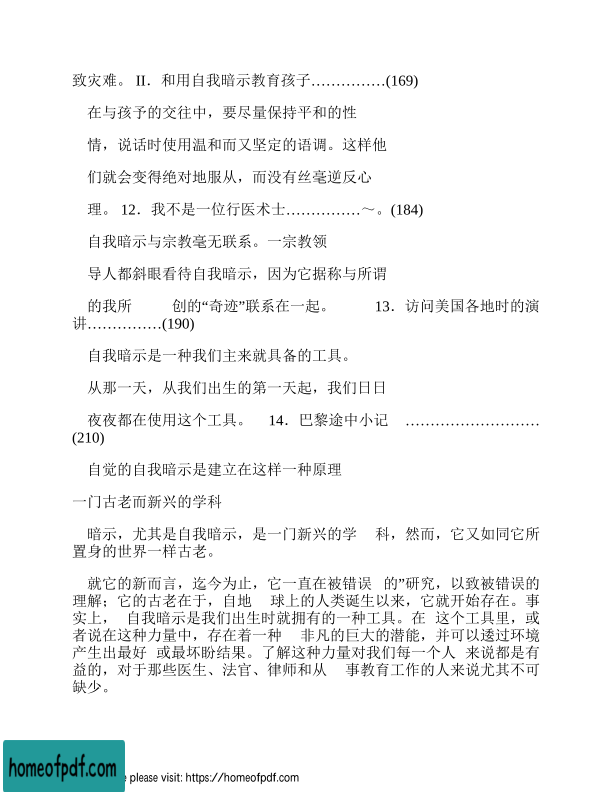 致灾难。 II．和用自我暗示教育孩子……………(169)
在与孩予的交往中，要尽量保持平和的性
情，说话时使用温和而又坚定的语调。这样他
们就会变得绝对地服从，而没有丝毫逆反心
理。 12．我不是一位行医术士……………～。(184)
自我暗示与宗教毫无联系。一宗教领
导人都斜眼看待自我暗示，因为它据称与所谓
的我所 创的“奇迹”联系在一起。 13．访问美国各地时的演
讲……………(190)
自我暗示是一种我们主来就具备的工具。
从那一天，从我们出生的第一天起，我们日日
夜夜都在使用这个工具。 14．巴黎途中小记 ………………………
(210)
自觉的自我暗示是建立在这样一种原理
一门古老而新兴的学科
暗示，尤其是自我暗示，是一门新兴的学 科，然而，它又如同它所
置身的世界一样古老。
就它的新而言，迄今为止，它一直在被错误 的”研究，以致被错误的
理解；它的古老在于，自地 球上的人类诞生以来，它就开始存在。事
实上， 自我暗示是我们出生时就拥有的一种工具。在 这个工具里，或
者说在这种力量中，存在着一种 非凡的巨大的潜能，并可以逶过环境
产生出最好 或最坏盼结果。了解这种力量对我们每一个人 来说都是有
益的，对于那些医生、法官、律师和从 事教育工作的人来说尤其不可
缺少。
homeofpdf.com
e please visit: https://homeofpdf.com